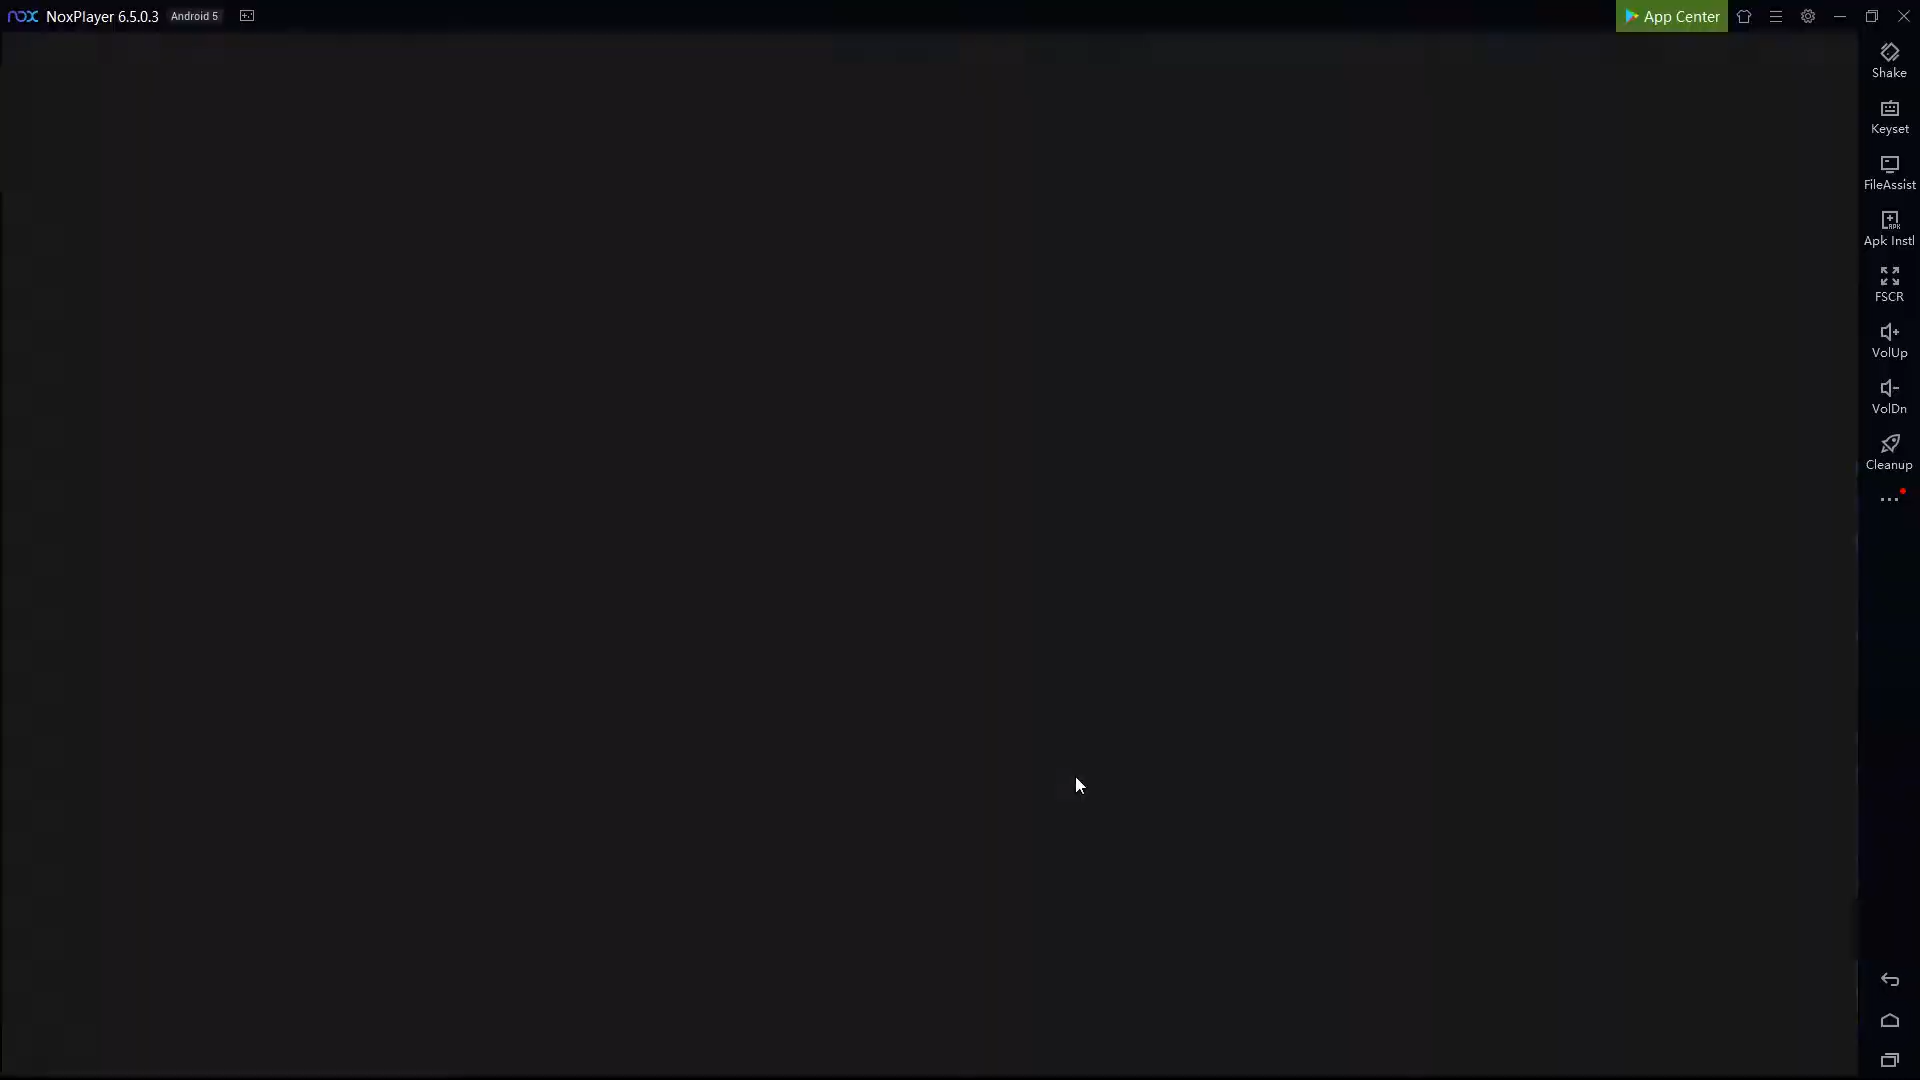 nox NoxPlayer 6.5.0.3 Android 5
App Center
Shake
Keyset
FileAssist
Apk Instl
FSCR
VolUp
VolDn
Cleanup